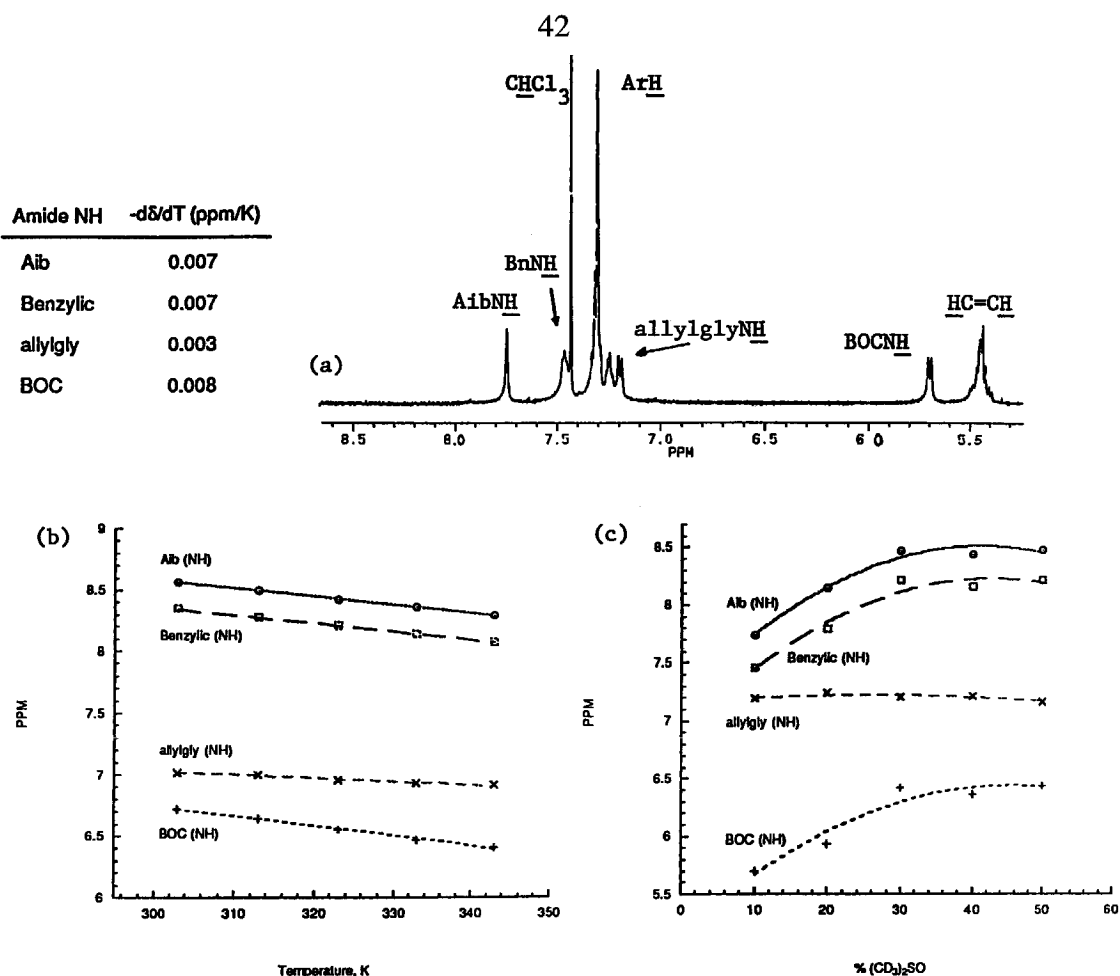 42
Amide NH -dδ/dT (ppm/K)
Aib 0.007
Benzylic 0.007
allylgly 0.003
BOC 0.008
(a)
CHCl3
ArH
BnNH
AibNH
allylglyNH
BOCNH
HC=CH
8.5 8.0 7.5 7.0 6.5 6 0 5.5
PPM
(b)
9
8.5
8
7.5
7
6.5
6
PPM
Aib (NH)
Benzylic (NH)
allylgly (NH)
BOC (NH)
300 310 320 330 340 350
Temperature, K
(c)
8.5
8
7.5
7
6.5
6
5.5
PPM
Aib (NH)
Benzylic (NH)
allylgly (NH)
BOC (NH)
0 10 20 30 40 50 60
% (CD3)2SO